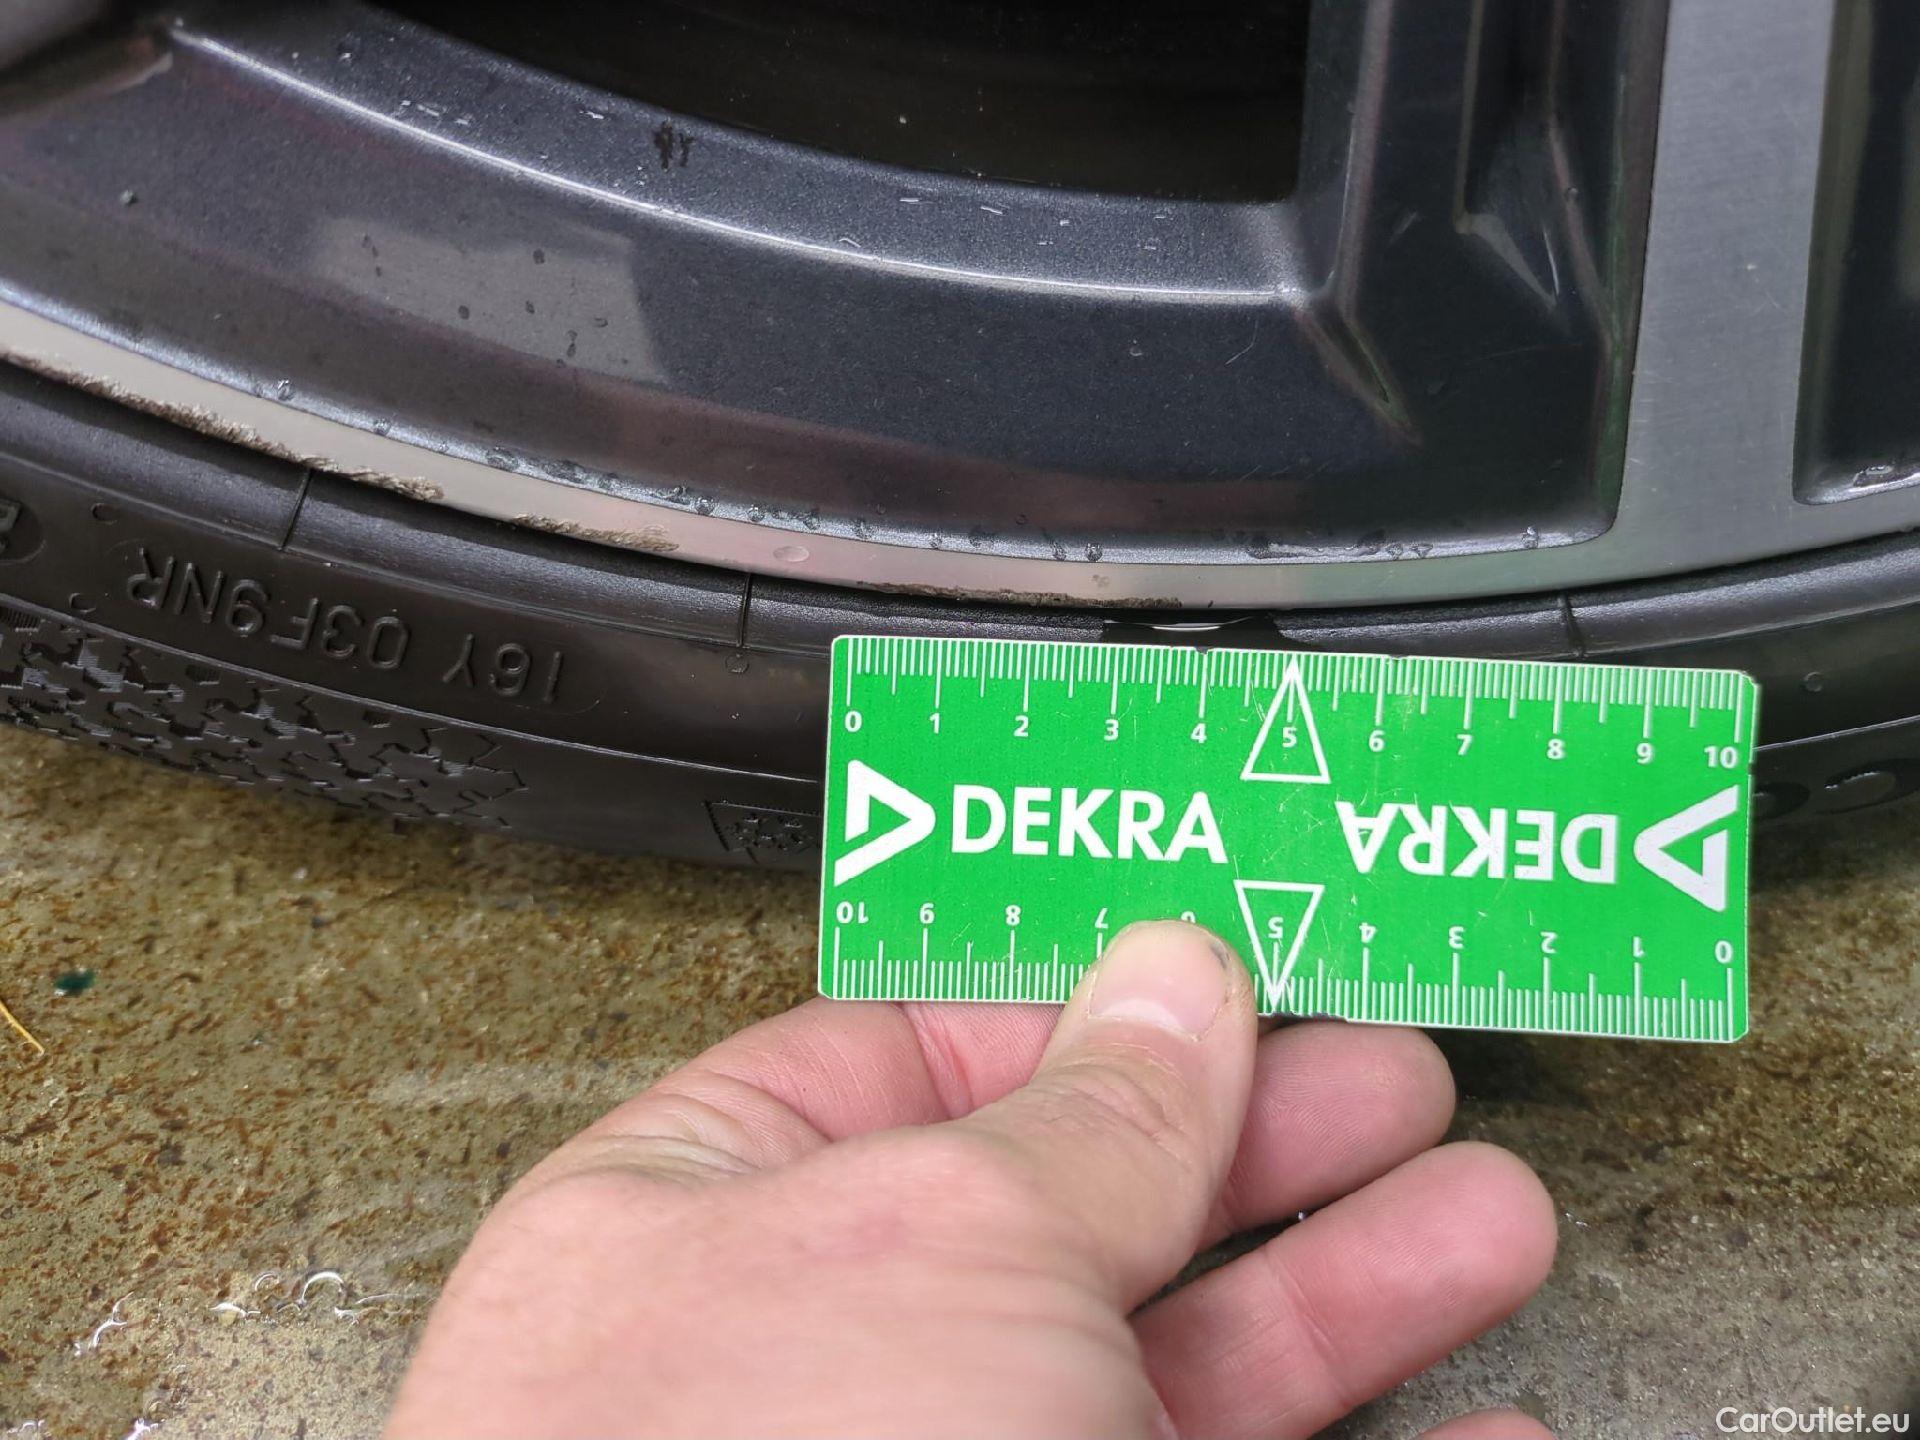 16Y 03F9NR
0 1 2 3 4 5 6 7 8 9 10
DEKRA DEKRA
10 9 8 7 6 5 4 3 2 1 0
CarOutlet.eu